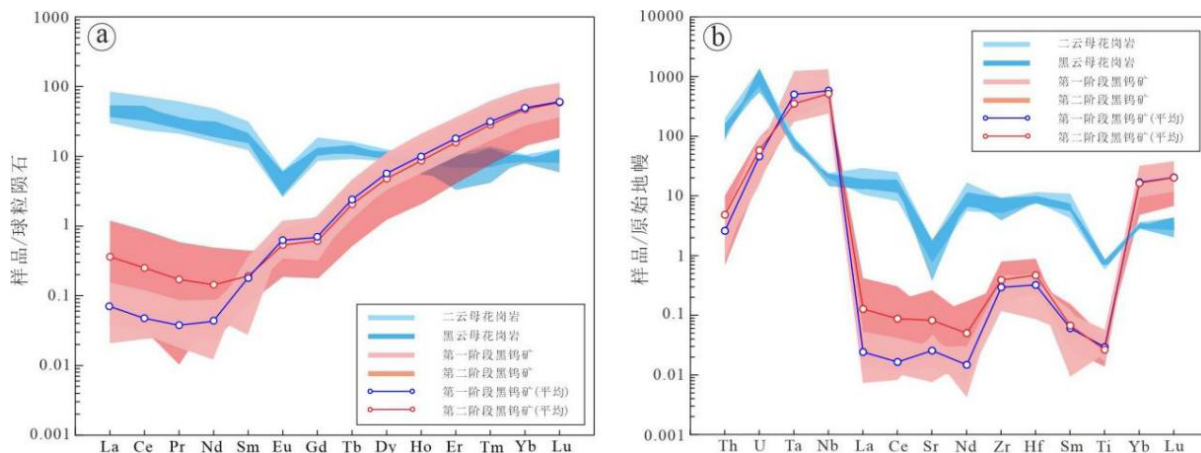 a
样品/球粒陨石
1000
100
10
1
0.1
0.01
0.001
二云母花岗岩
黑云母花岗岩
第一阶段黑钨矿
第二阶段黑钨矿
第一阶段黑钨矿(平均)
第二阶段黑钨矿(平均)
La Ce Pr Nd Sm Eu Gd Tb Dy Ho Er Tm Yb Lu
b
样品/原始地幔
10000
1000
100
10
1
0.1
0.01
0.001
二云母花岗岩
黑云母花岗岩
第一阶段黑钨矿
第二阶段黑钨矿
第一阶段黑钨矿(平均)
第二阶段黑钨矿(平均)
Th U Ta Nb La Ce Sr Nd Zr Hf Sm Ti Yb Lu